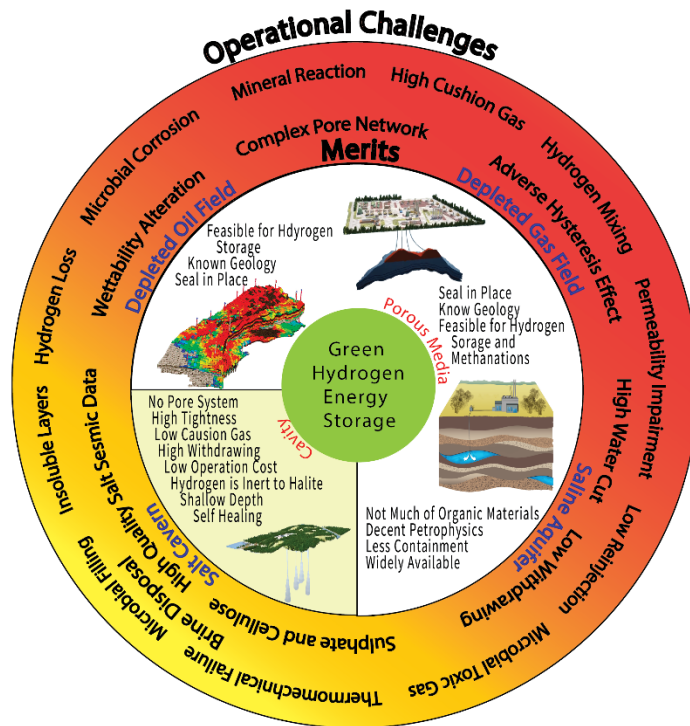 Operational Challenges
Mineral Reaction
High Cushion Gas
Hydrogen Mixing
Permeability Impairment
Low Reinjection
Microbial Toxic Gas
Thermomechnical Failure
Microbial Filling
Insoluble Layers
Hydrogen Loss
Microbial Corrosion
Complex Pore Network
Adverse Hysteresis Effect
High Water Cut
Low Withdrawing
Sulphate and Cellulose
Brine Disposal
High Quality Salt Sesmic Data
Wettability Alteration
Merits
Depleted Oil Field
Feasible for Hdyrogen
Storage
Known Geology
Seal in Place
Depleted Gas Field
Seal in Place
Know Geology
Feasible for Hydrogen
Sorage and
Methanations
Porous Media
Green
Hydrogen
Energy
Storage
Cavity
No Pore System
High Tightness
Low Causion Gas
High Withdrawing
Low Operation Cost
Hydrogen is Inert to Halite
Shallow Depth
Self Healing
Salt Cavern
Not Much of Organic Materials
Decent Petrophysics
Less Containment
Widely Available
Saline Aquifer